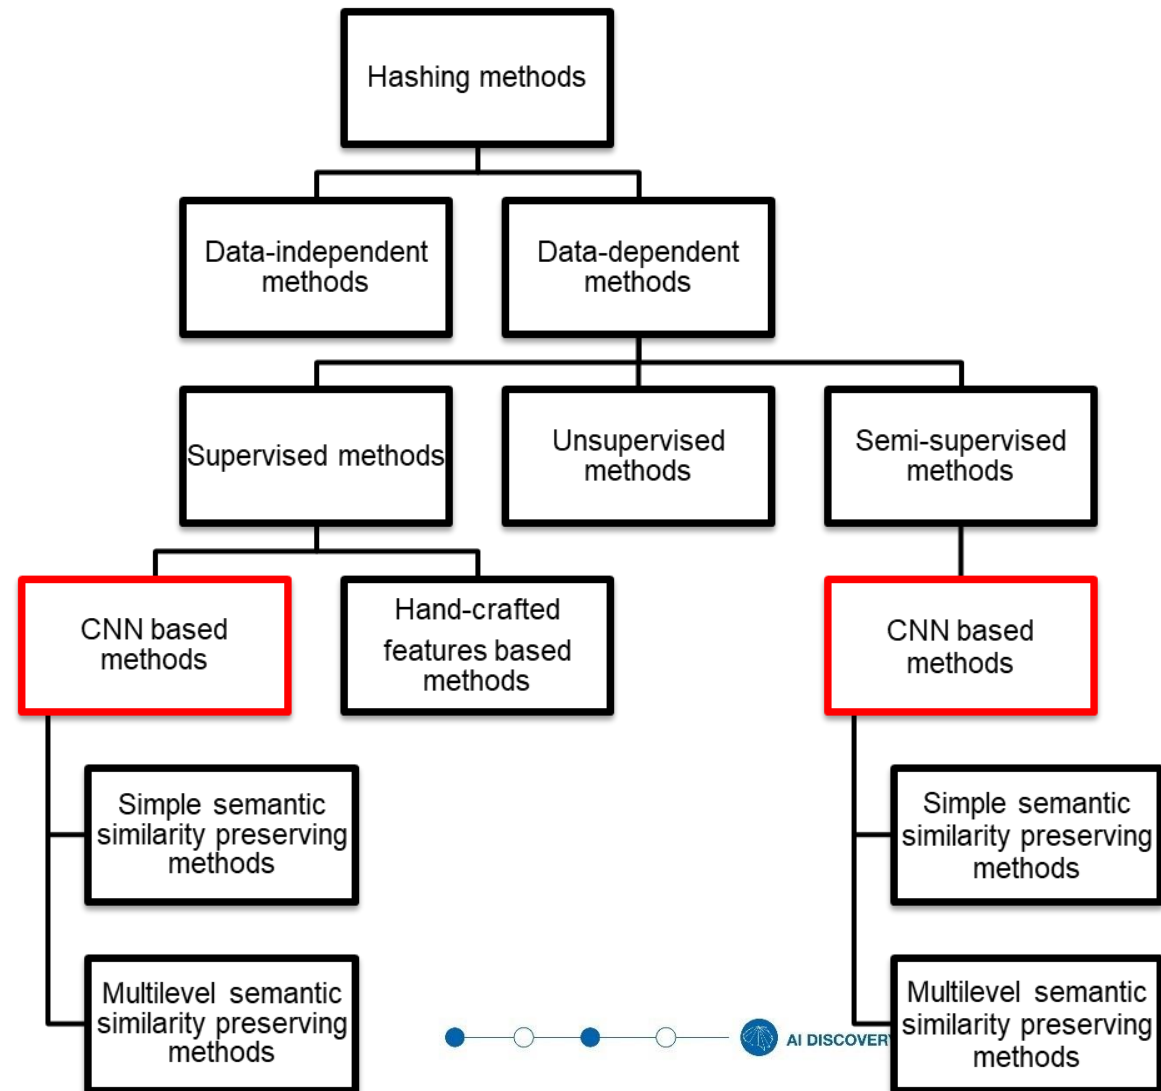 Hashing methods
Data-independent
methods
Data-dependent
methods
Supervised methods
Unsupervised
methods
Semi-supervised
methods
CNN based
methods
Hand-crafted
features based
methods
CNN based
methods
Simple semantic
similarity preserving
methods
Simple semantic
similarity preserving
methods
Multilevel semantic
similarity preserving
methods
Multilevel semantic
similarity preserving
methods
AI DISCOVERY